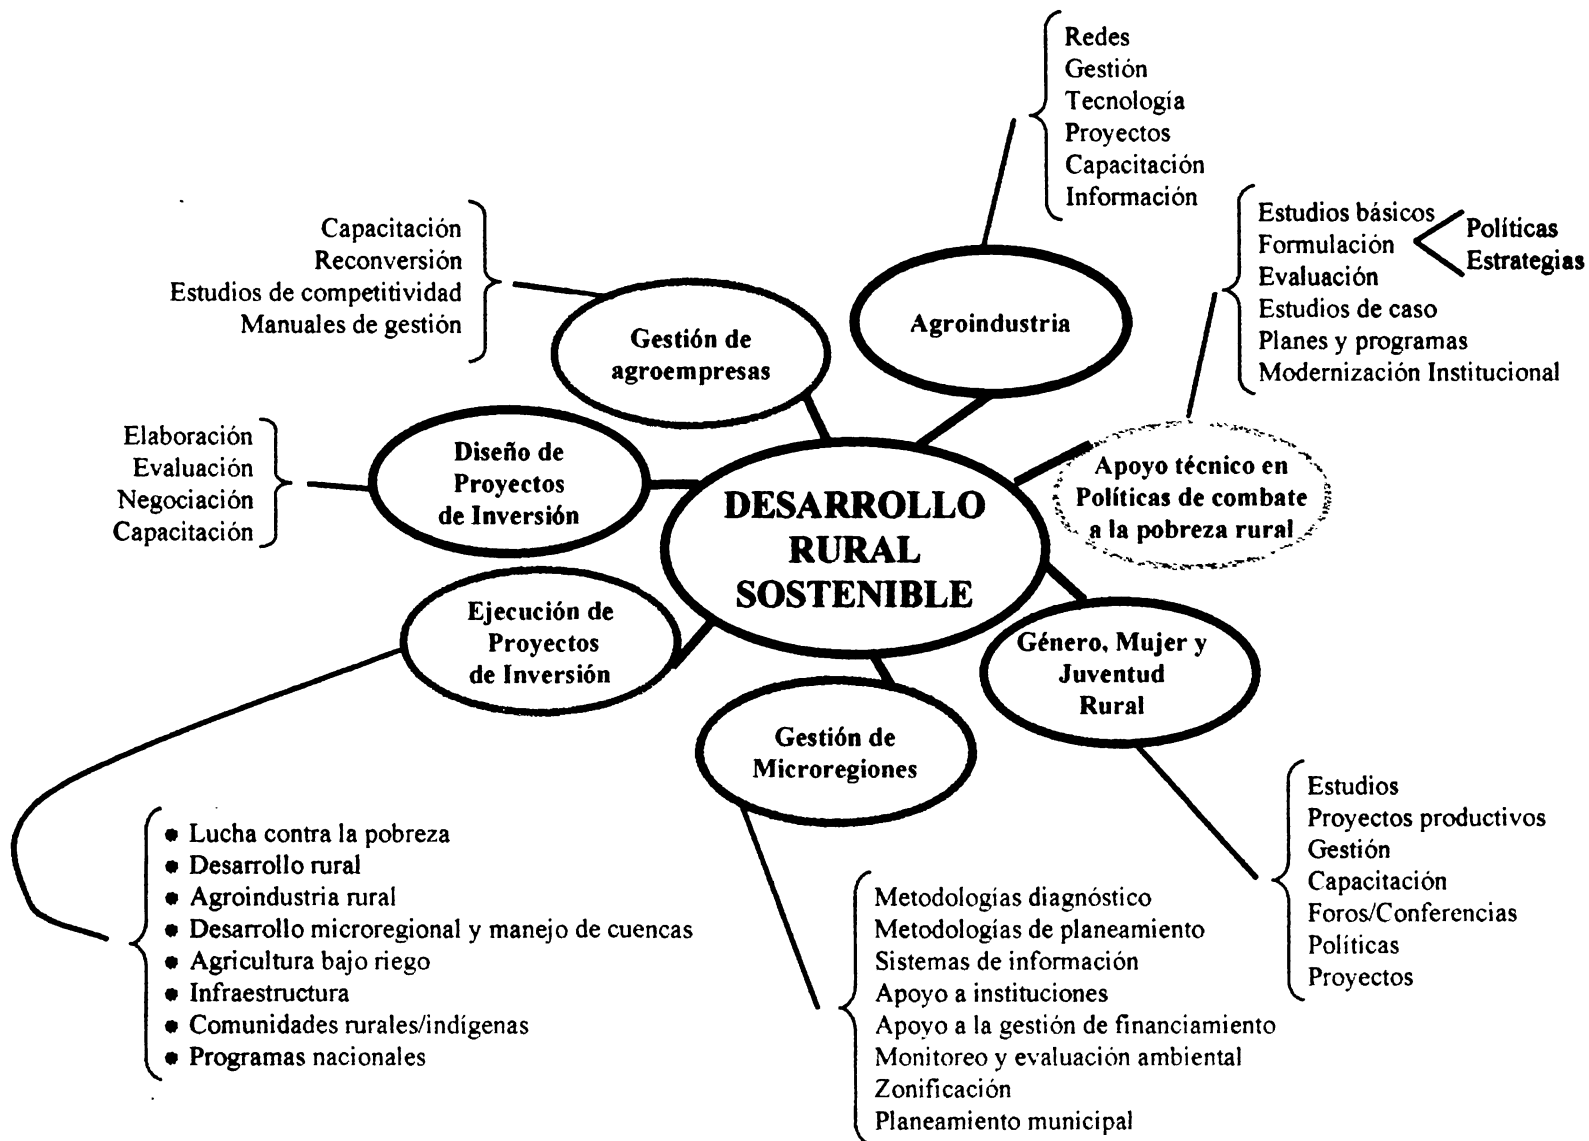 Redes
Gestión
Tecnología
Proyectos
Capacitación
Información
Agroindustria
Capacitación
Reconversión
Estudios de competitividad
Manuales de gestión
Gestión de
agroempresas
Estudios básicos
Formulación
Evaluación
Estudios de caso
Planes y programas
Modernización Institucional
Políticas
Estrategias
Apoyo técnico en
Políticas de combate
a la pobreza rural
Elaboración
Evaluación
Negociación
Capacitación
Diseño de
Proyectos
de Inversión
DESARROLLO
RURAL
SOSTENIBLE
Ejecución de
Proyectos
de Inversión
Género, Mujer y
Juventud
Rural
Gestión de
Microregiones
Lucha contra la pobreza
Desarrollo rural
Agroindustria rural
Desarrollo microregional y manejo de cuencas
Agricultura bajo riego
Infraestructura
Comunidades rurales/indígenas
Programas nacionales
Metodologías diagnóstico
Metodologías de planeamiento
Sistemas de información
Apoyo a instituciones
Apoyo a la gestión de financiamiento
Monitoreo y evaluación ambiental
Zonificación
Planeamiento municipal
Estudios
Proyectos productivos
Gestión
Capacitación
Foros/Conferencias
Políticas
Proyectos